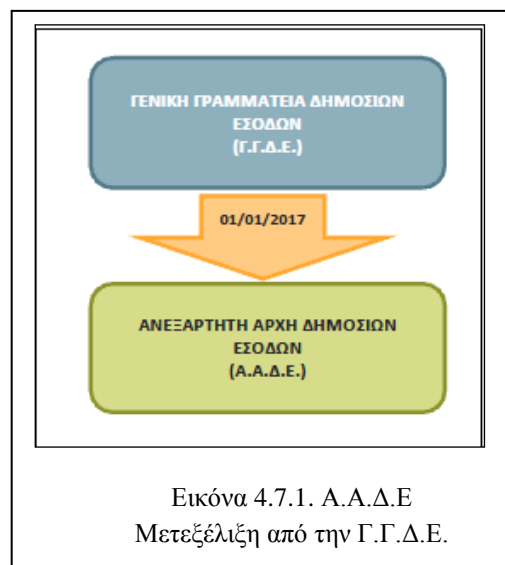 ΓΕΝΙΚΗ ΓΡΑΜΜΑΤΕΙΑ ΔΗΜΟΣΙΩΝ
ΕΣΟΔΩΝ
(Γ.Γ.Δ.Ε.)
01/01/2017
ΑΝΕΞΑΡΤΗΤΗ ΑΡΧΗ ΔΗΜΟΣΙΩΝ
ΕΣΟΔΩΝ
(Α.Α.Δ.Ε.)
Εικόνα 4.7.1. Α.Α.Δ.Ε
Μετεξέλιξη από την Γ.Γ.Δ.Ε.